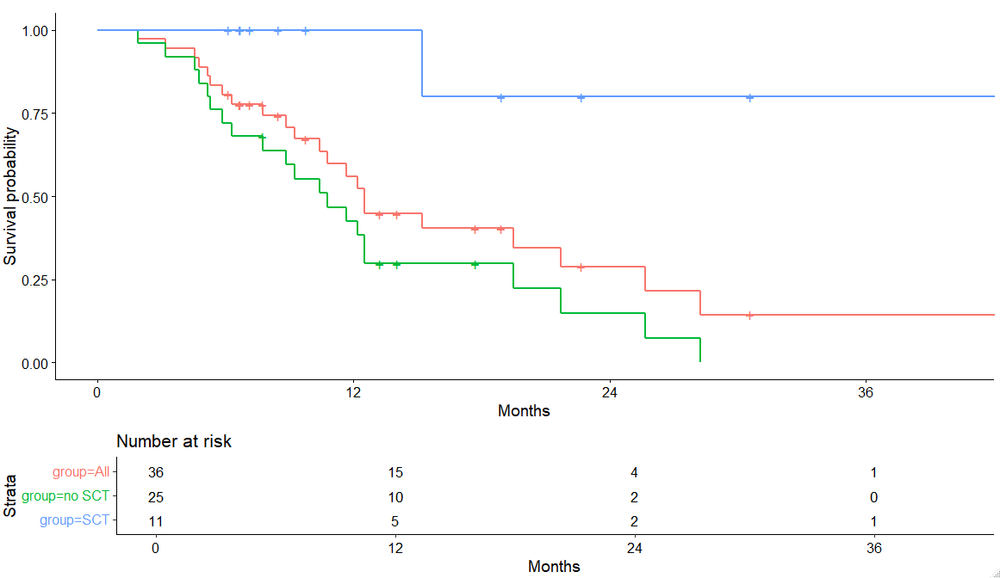 1.00
0.75
0.50
0.25
0.00
Survival probability
0 12 24 36
Months
Number at risk
Strata
group=All 36 15 4 1
group=no SCT 25 10 2 0
group=SCT 11 5 2 1
0 12 24 36
Months